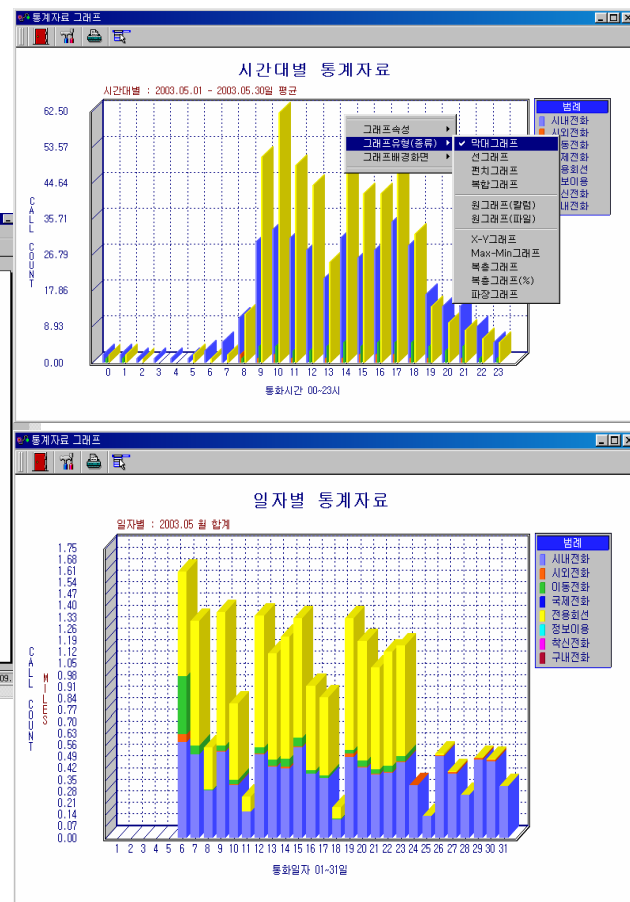 통계자료 그래프
시간대별 통계자료
시간대별 : 2003.05.01 - 2003.05.30일 평균
62.50
53.57
44.64
35.71
26.79
17.86
8.93
0.00
CALL COUNT
0 1 2 3 4 5 6 7 8 9 10 11 12 13 14 15 16 17 18 19 20 21 22 23
통화시간 00~23시
범례
시내전화
시외전화
동전화
제전화
용회선
보이용
신전화
내전화
그래프속성
그래프유형(종류)
그래프배경화면
막대그래프
선그래프
펀치그래프
복합그래프
원그래프(칼럼)
원그래프(파일)
X-Y그래프
Max-Min그래프
복층그래프
복층그래프(%)
파장그래프
통계자료 그래프
일자별 통계자료
일자별 : 2003.05 월 합계
1.75
1.68
1.61
1.54
1.47
1.40
1.33
1.26
1.19
1.12
1.05
0.98
0.91
0.84
0.77
0.70
0.63
0.56
0.49
0.42
0.35
0.28
0.21
0.14
0.07
0.00
CALL COUNT
MILES
1 2 3 4 5 6 7 8 9 10 11 12 13 14 15 16 17 18 19 20 21 22 23 24 25 26 27 28 29 30 31
통화일자 01-31일
범례
시내전화
시외전화
이동전화
국제전화
전용회선
정보이용
착신전화
구내전화
09.